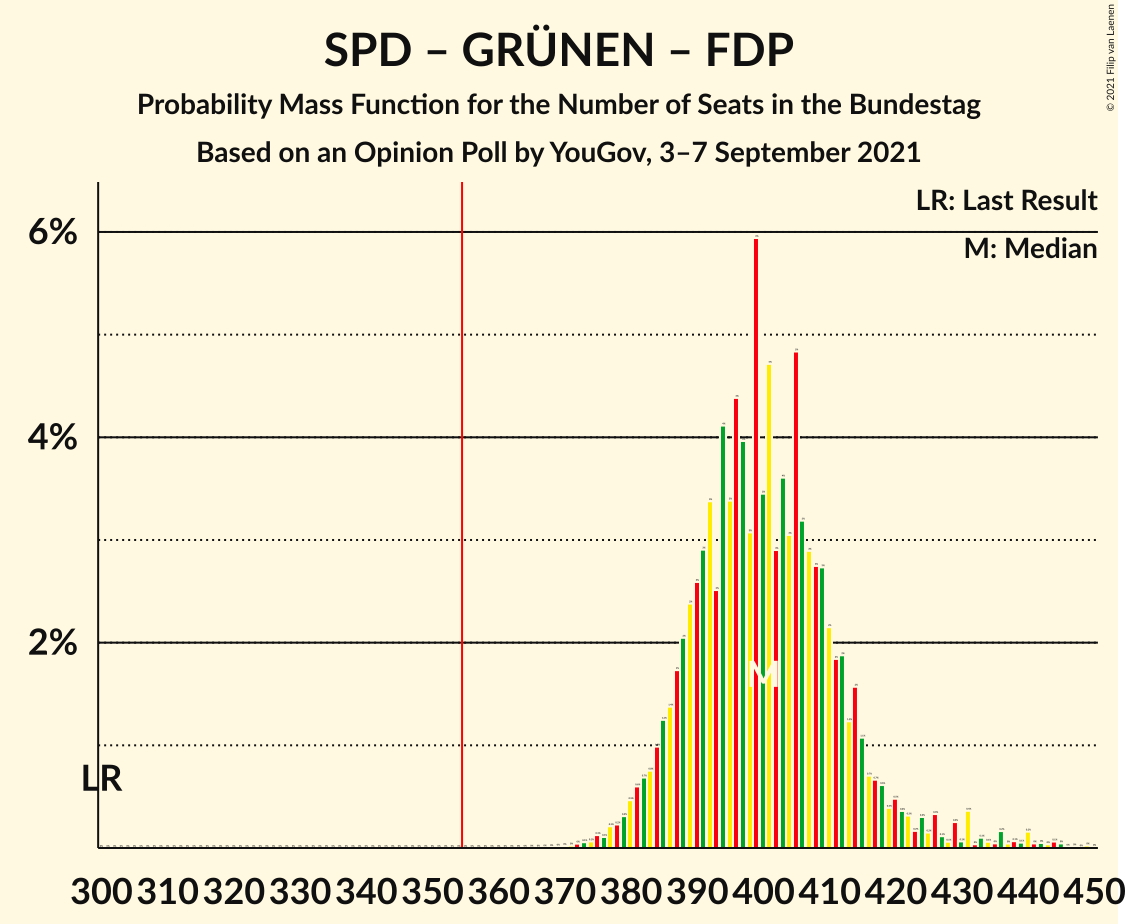 SPD – GRÜNEN – FDP
Probability Mass Function for the Number of Seats in the Bundestag
Based on an Opinion Poll by YouGov, 3–7 September 2021
© 2021 Filip van Laenen
LR: Last Result
M: Median
6%
4%
2%
M
LR
300 310 320 330 340 350 360 370 380 390 400 410 420 430 440 450